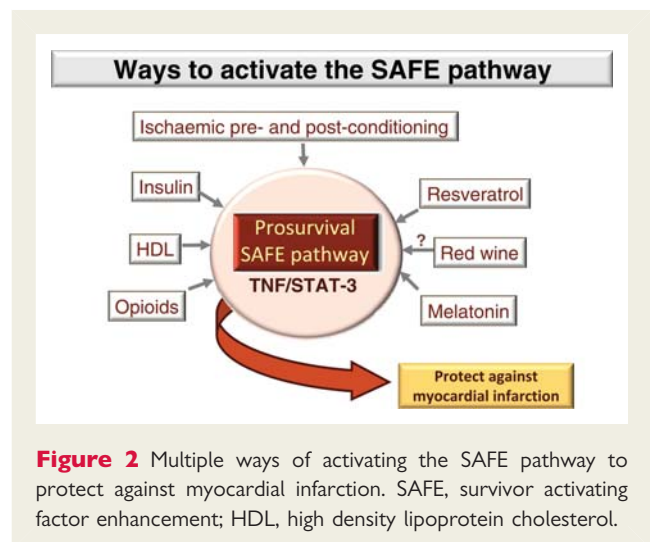 Ways to activate the SAFE pathway
Ischaemic pre- and post-conditioning
Insulin
HDL
Opioids
Prosurvival
SAFE pathway
TNF/STAT-3
Resveratrol
?
Red wine
Melatonin
Protect against
myocardial infarction
Figure 2 Multiple ways of activating the SAFE pathway to
protect against myocardial infarction. SAFE, survivor activating
factor enhancement; HDL, high density lipoprotein cholesterol.